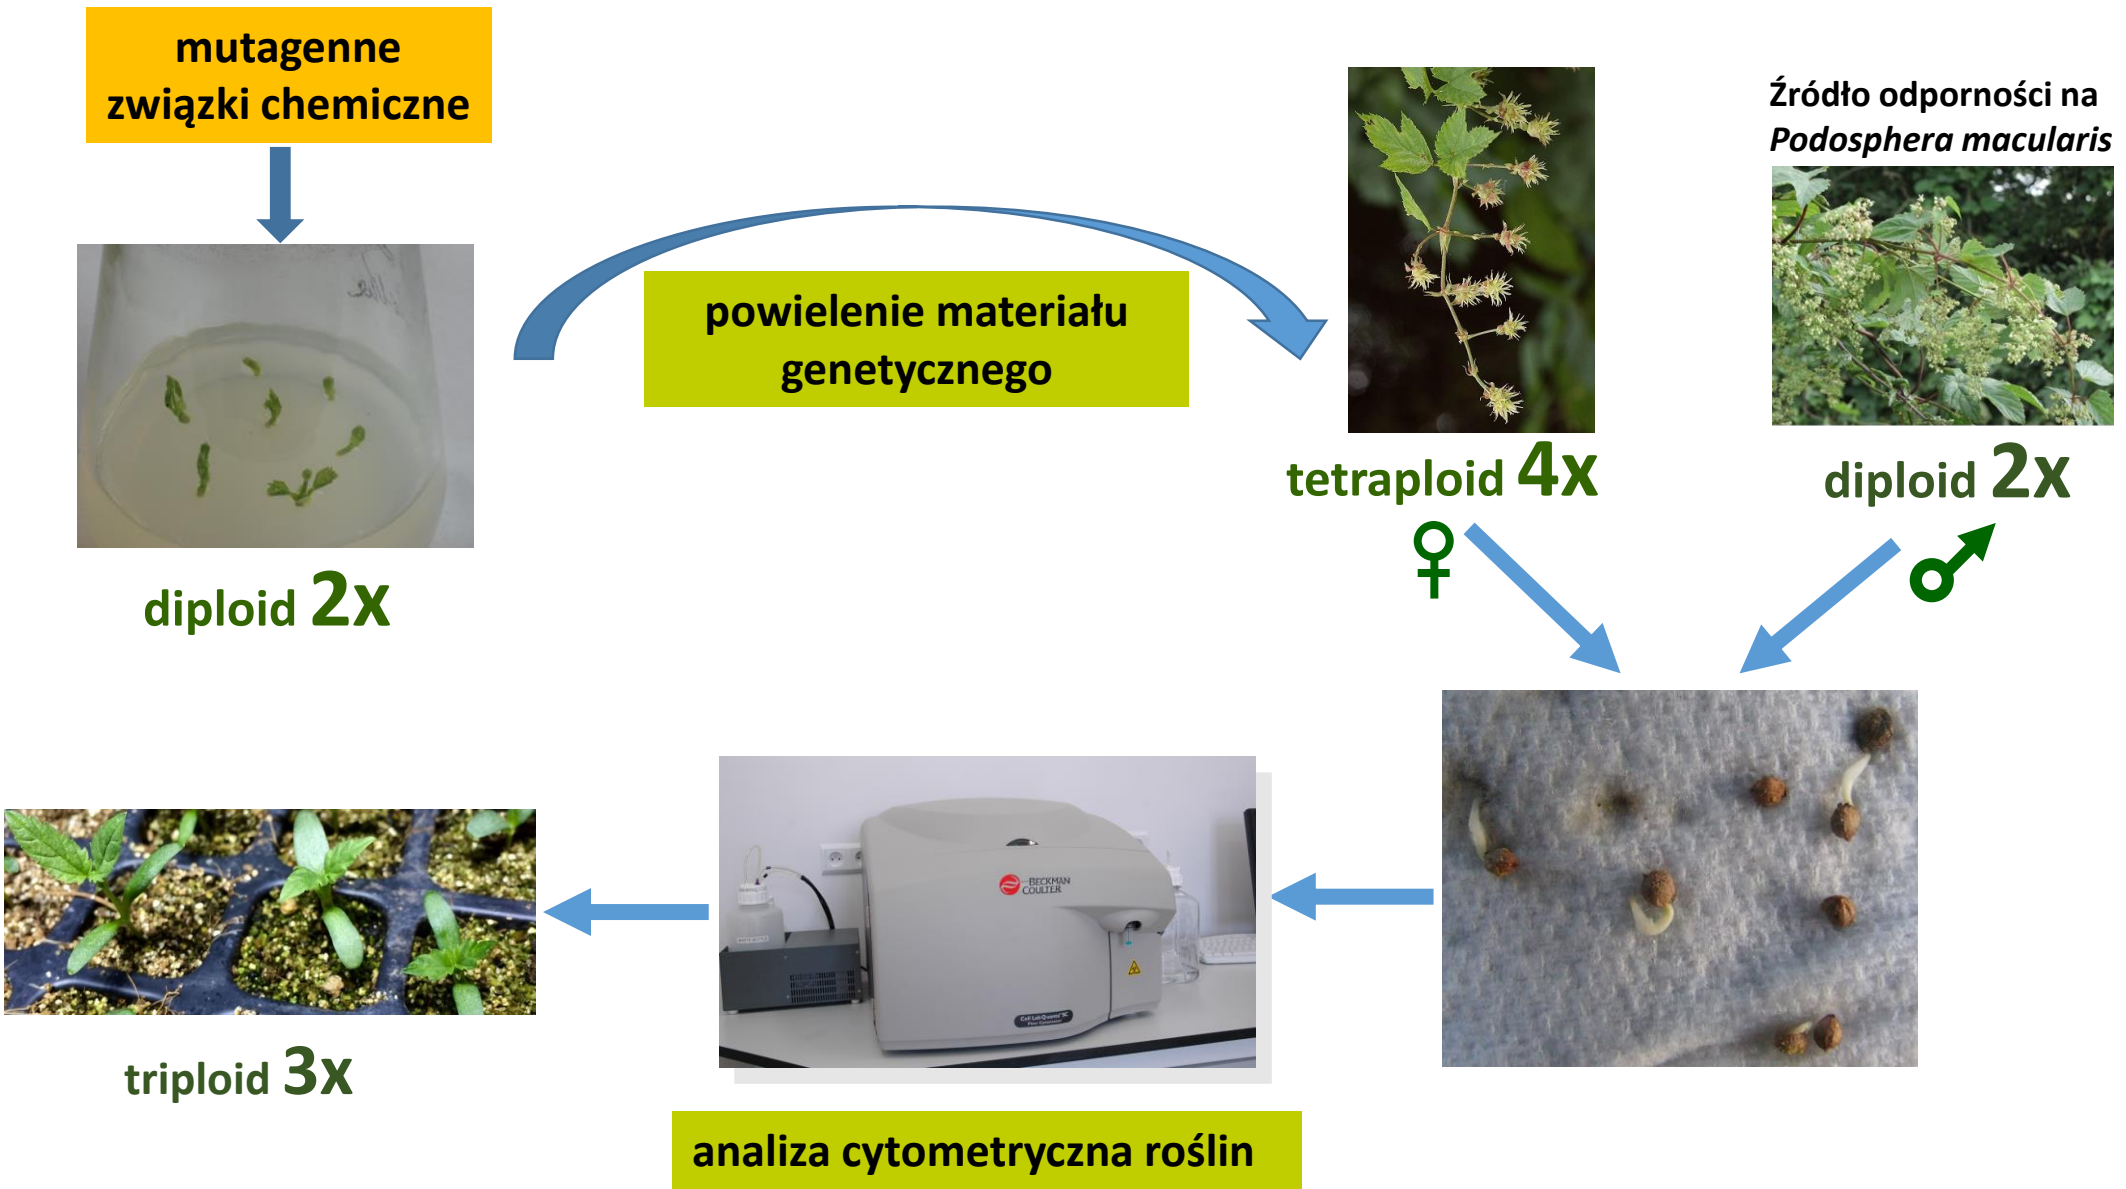 mutagenne
związki chemiczne
Źródło odporności na
Podosphera macularis
powielenie materiału
genetycznego
tetraploid 4x
diploid 2x
diploid 2x
BECKMAN
COULTER
triploid 3x
analiza cytometryczna roślin